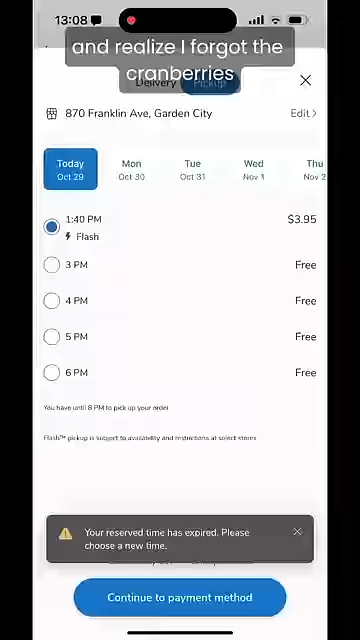 13:08
and realize I forgot the
cranberries
Delivery Pickup
870 Franklin Ave, Garden City Edit
Today Mon Tue Wed Thu
Oct 29 Oct 30 Oct 31 Nov 1 Nov 2
1:40 PM $3.95
Flash
3 PM Free
4 PM Free
5 PM Free
6 PM Free
You have until 8 PM to pick up your order
Flash™ pickup is subject to availability and restrictions at select stores
Your reserved time has expired. Please
choose a new time.
Continue to payment method